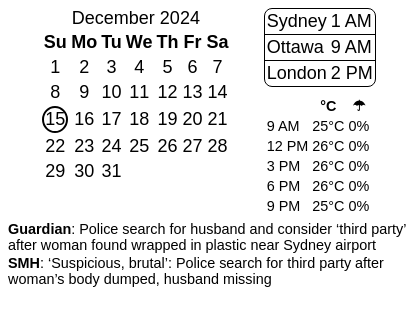 December 2024
Su Mo Tu We Th Fr Sa
1 2 3 4 5 6 7
8 9 10 11 12 13 14
15 16 17 18 19 20 21
22 23 24 25 26 27 28
29 30 31
Sydney 1 AM
Ottawa 9 AM
London 2 PM
°C ☂
9 AM 25°C 0%
12 PM 26°C 0%
3 PM 26°C 0%
6 PM 26°C 0%
9 PM 25°C 0%
Guardian: Police search for husband and consider ‘third party’
after woman found wrapped in plastic near Sydney airport
SMH: ‘Suspicious, brutal’: Police search for third party after
woman’s body dumped, husband missing